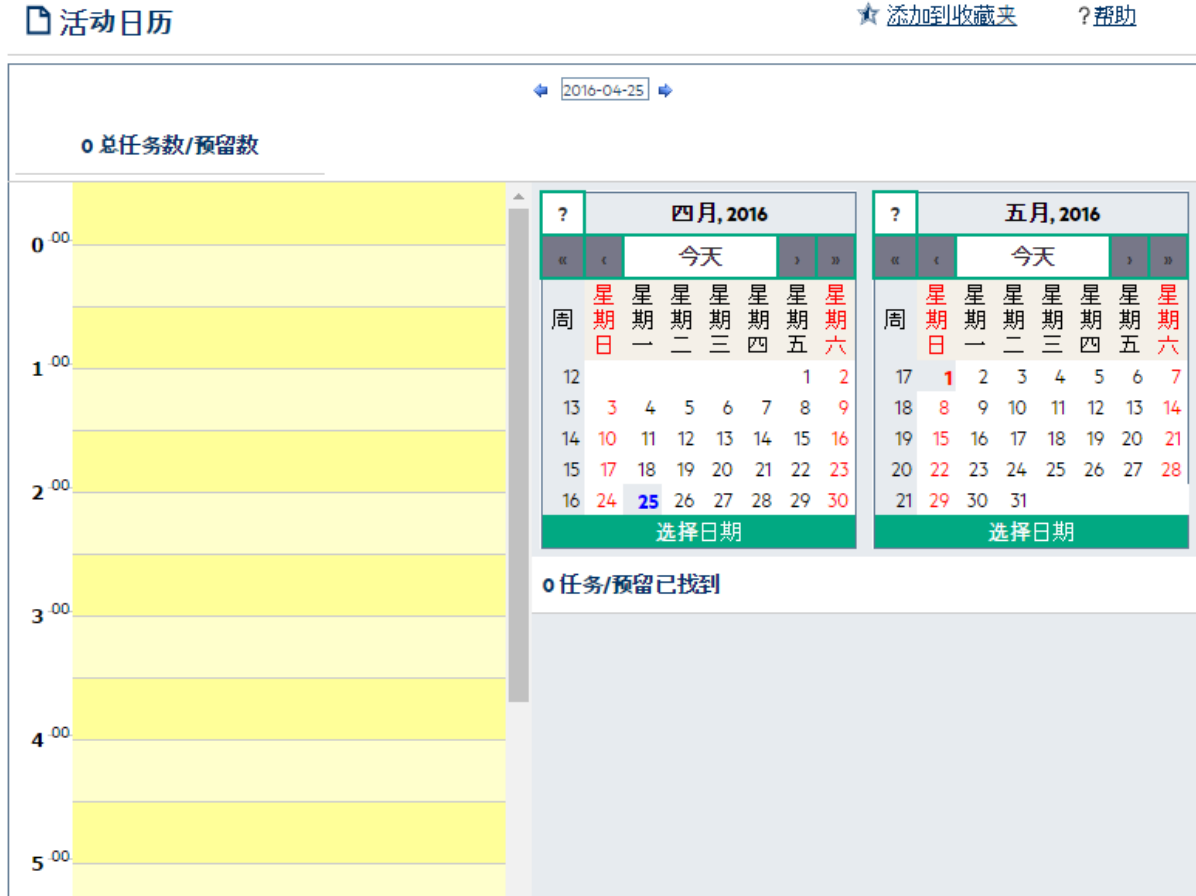 活动日历
添加到收藏夹 ?帮助
2016-04-25
0 总任务数/预留数
0 00
1 00
2 00
3 00
4 00
5 00
? 四月, 2016
« ‹ 今天 › »
周 星期日 星期一 星期二 星期三 星期四 星期五 星期六
12 1 2
13 3 4 5 6 7 8 9
14 10 11 12 13 14 15 16
15 17 18 19 20 21 22 23
16 24 25 26 27 28 29 30
选择日期
? 五月, 2016
« ‹ 今天 › »
周 星期日 星期一 星期二 星期三 星期四 星期五 星期六
17 1 2 3 4 5 6 7
18 8 9 10 11 12 13 14
19 15 16 17 18 19 20 21
20 22 23 24 25 26 27 28
21 29 30 31
选择日期
0 任务/预留已找到